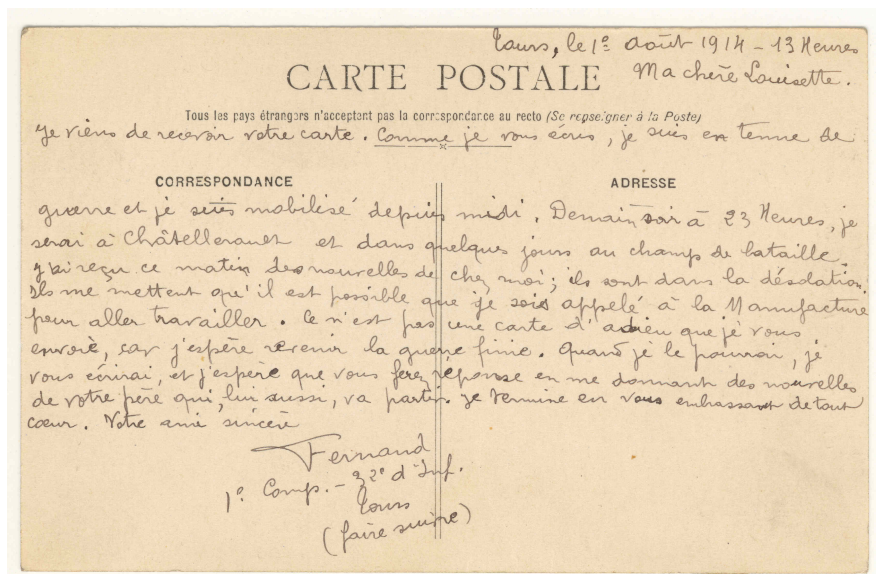 Tours, le 1e août 1914 - 13 Heures
CARTE POSTALE
Ma chère Louisette.
Tous les pays étrangers n'acceptent pas la correspondance au recto (Se renseigner à la Poste)
Je viens de recevoir votre carte. Comme je vous écris, je suis en tenue de
CORRESPONDANCE
ADRESSE
guerre et je suis mobilisé depuis midi. Demain soir à 23 Heures, je
serai à Châtellerault et dans quelques jours au champ de bataille.
J'ai reçu ce matin des nouvelles de chez moi; ils sont dans la désolation.
Ils me mettent qu'il est possible que je sois appelé à la Manufacture
pour aller travailler. Ce n'est pas une carte d'adieu que je vous
envoie, car j'espère revenir la guerre finie. Quand je le pourrai, je
vous écrirai, et j'espère que vous ferez réponse en me donnant des nouvelles
de votre père qui, lui aussi, va partir. Je termine en vous embrassant de tout
cœur. Votre ami sincère
Fernand
1e Comp. - 32e d'Inf.
Tours
(faire suivre)